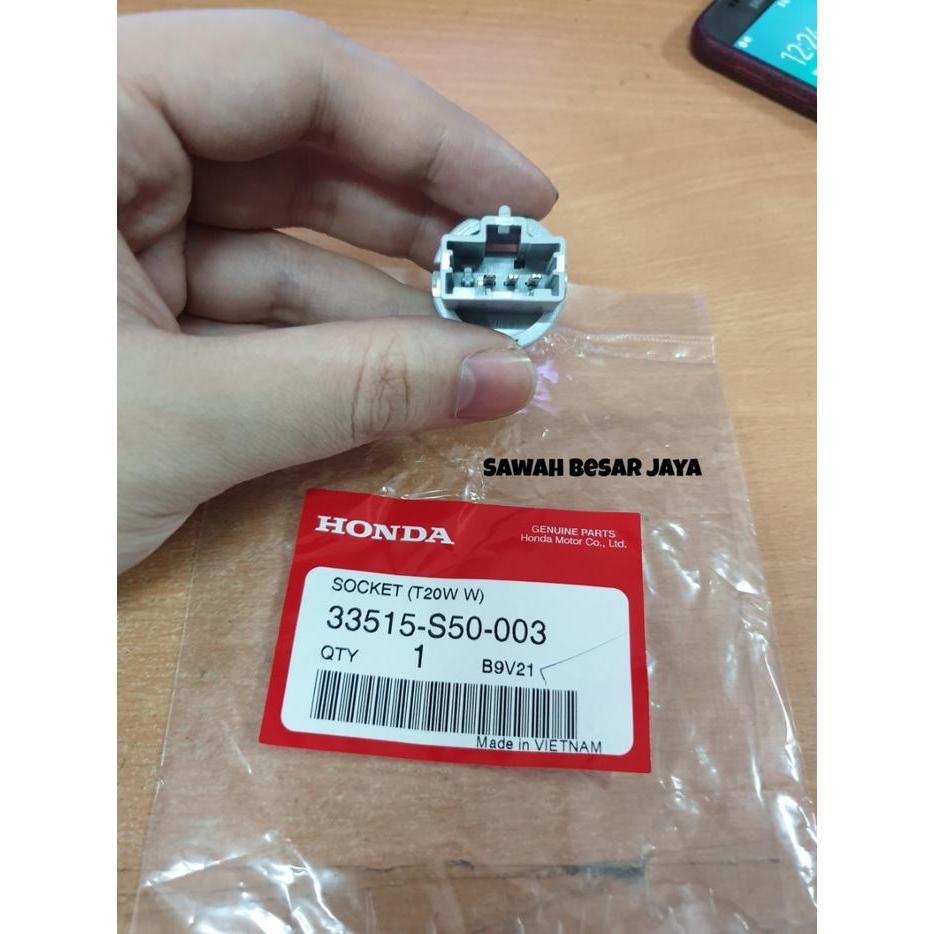 SAWAH BESAR JAYA
HONDA
GENUINE PARTS
Honda Motor Co., Ltd.
SOCKET (T20W W)
33515-S50-003
QTY 1 B9V21
Made in VIETNAM